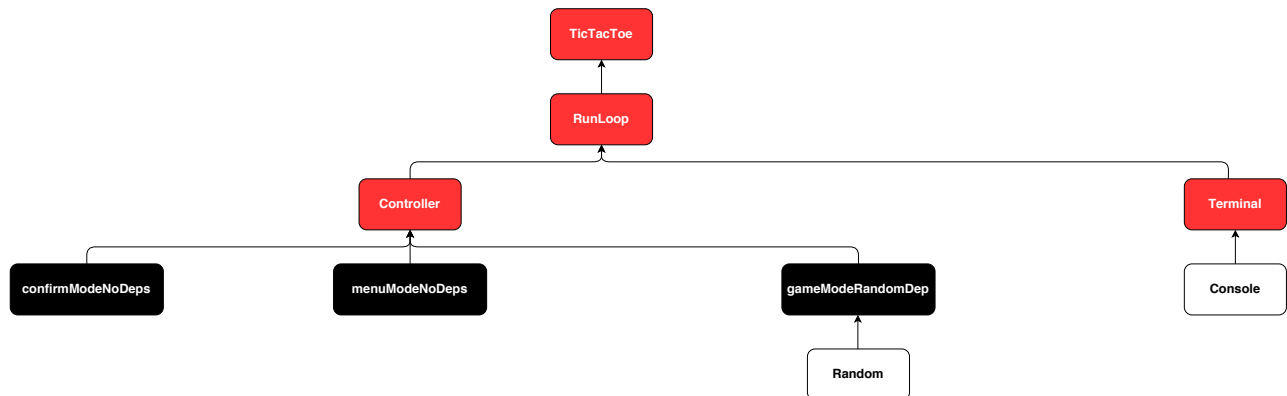 TicTacToe
RunLoop
Controller
Terminal
confirmModeNoDeps
menuModeNoDeps
gameModeRandomDep
Console
Random